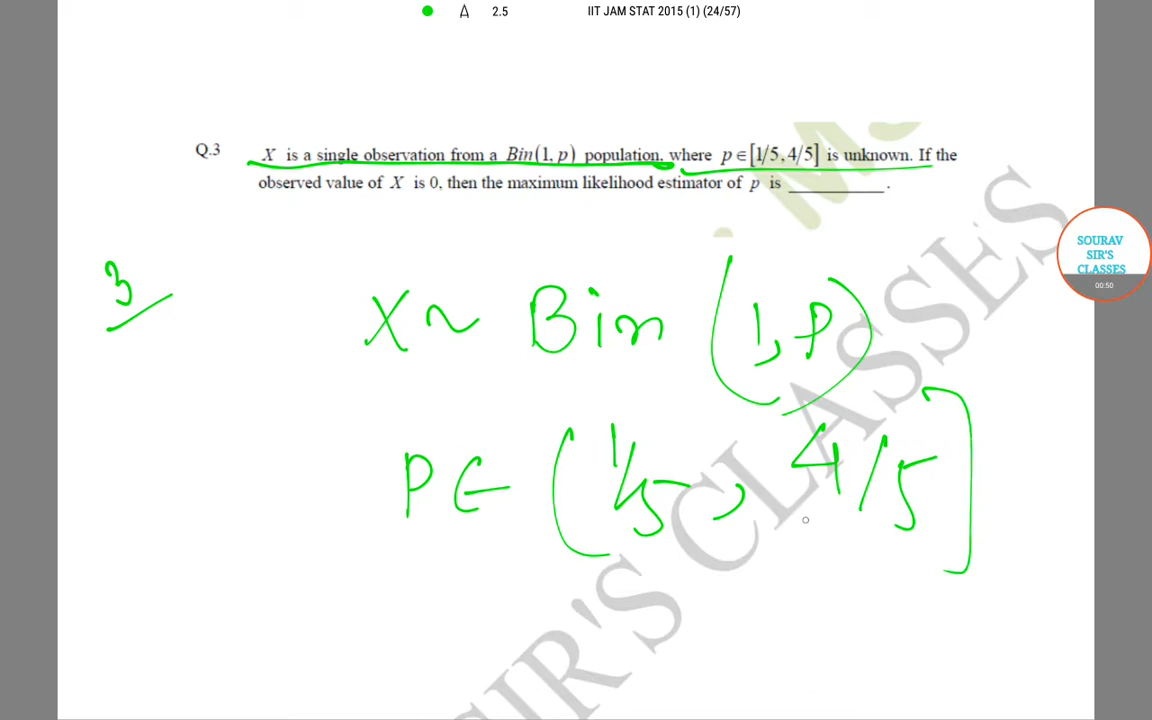 A 2.5 IIT JAM STAT 2015 (1) (24/57)
Q.3 X is a single observation from a Bin(1, p) population, where p ∈ [1/5, 4/5] is unknown. If the
observed value of X is 0, then the maximum likelihood estimator of p is __________.
SOURAV
SIR'S
CLASSES
00:50
3
X ~ Bin (1, P)
P ∈ [1/5, 4/5]
SIR'S CLASSES